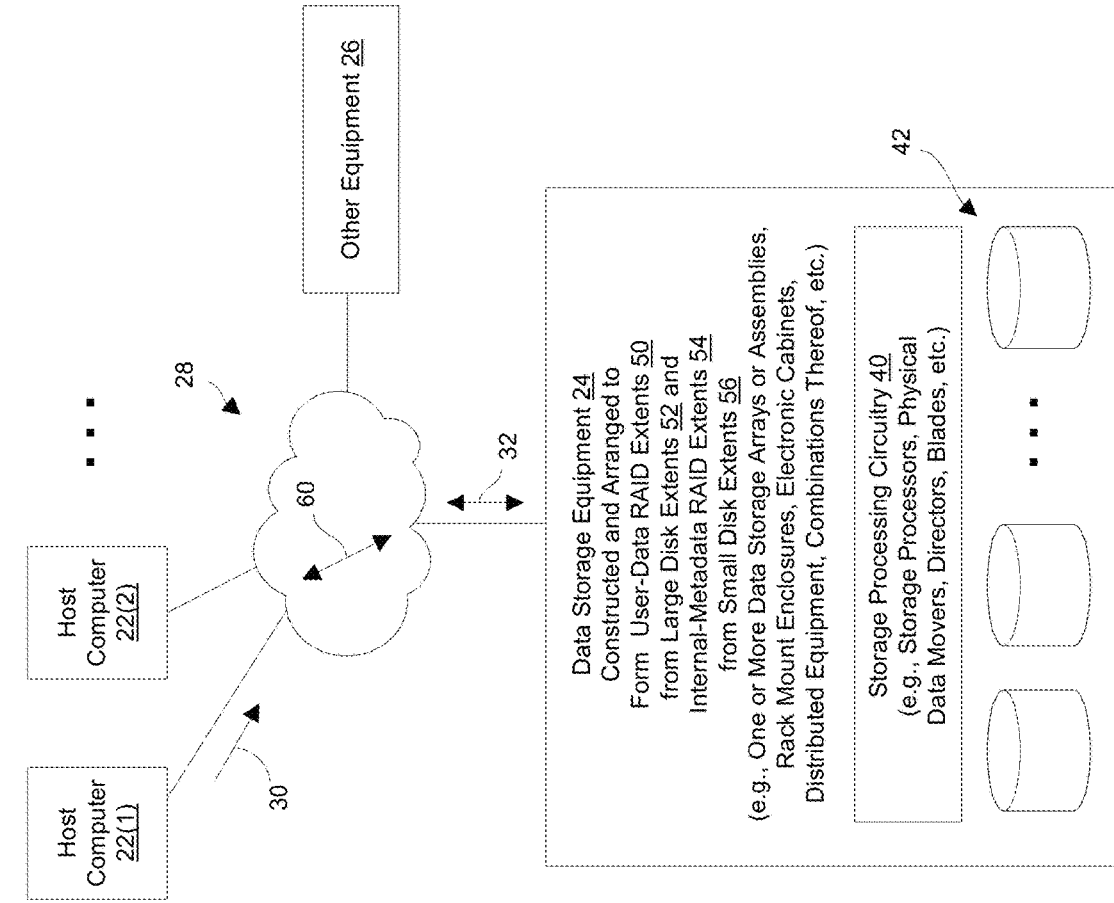 Host
Computer
22(1)
Host
Computer
22(2)
30
28
60
Other Equipment 26
32
Data Storage Equipment 24
Constructed and Arranged to
Form User-Data RAID Extents 50
from Large Disk Extents 52 and
Internal-Metadata RAID Extents 54
from Small Disk Extents 56
(e.g., One or More Data Storage Arrays or Assemblies,
Rack Mount Enclosures, Electronic Cabinets,
Distributed Equipment, Combinations Thereof, etc.)
Storage Processing Circuitry 40
(e.g., Storage Processors, Physical
Data Movers, Directors, Blades, etc.)
42